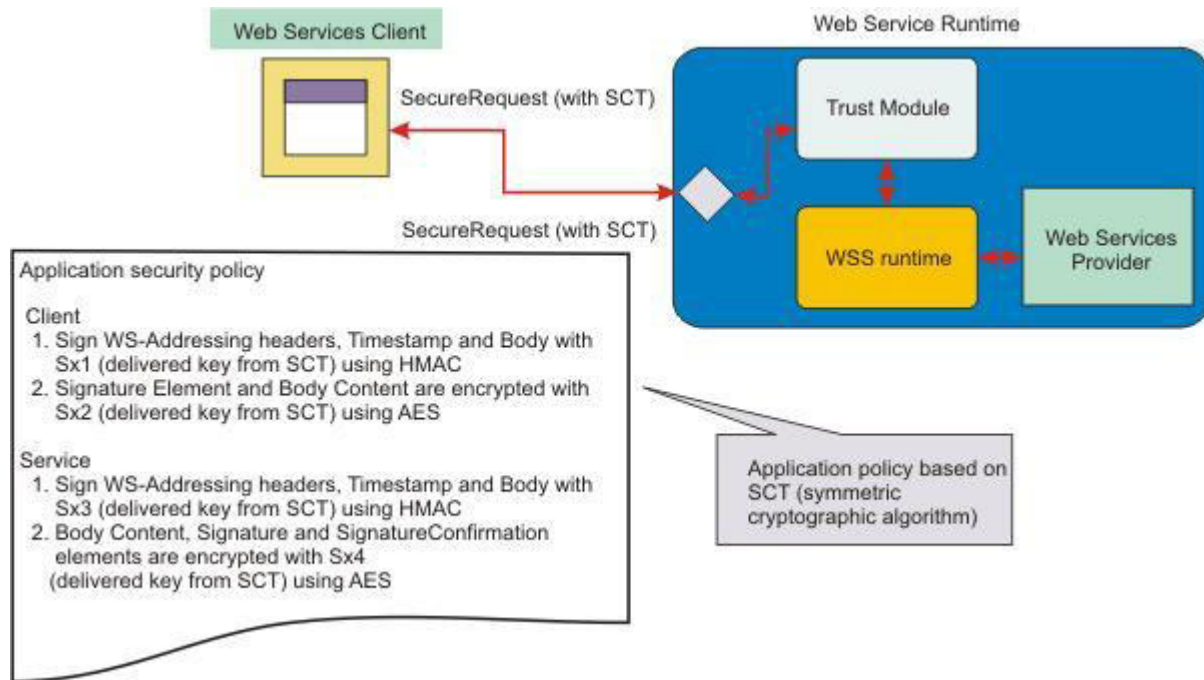 Web Services Client
Web Service Runtime
SecureRequest (with SCT)
Trust Module
SecureRequest (with SCT)
WSS runtime
Web Services
Provider
Application security policy
Client
1. Sign WS-Addressing headers, Timestamp and Body with
Sx1 (delivered key from SCT) using HMAC
2. Signature Element and Body Content are encrypted with
Sx2 (delivered key from SCT) using AES
Service
1. Sign WS-Addressing headers, Timestamp and Body with
Sx3 (delivered key from SCT) using HMAC
2. Body Content, Signature and SignatureConfirmation
elements are encrypted with Sx4
(delivered key from SCT) using AES
Application policy based on
SCT (symmetric
cryptographic algorithm)